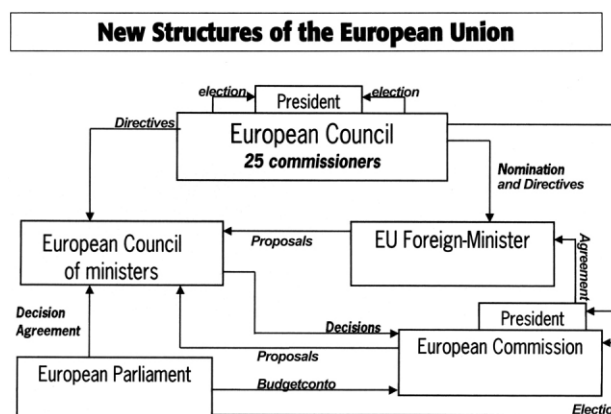 New Structures of the European Union
election
President
election
Directives
European Council
25 commissioners
Nomination
and Directives
European Council
of ministers
Proposals
EU Foreign-Minister
Agreement
Decision
Agreement
Decisions
President
European Commission
Proposals
European Parliament
Budgetconto